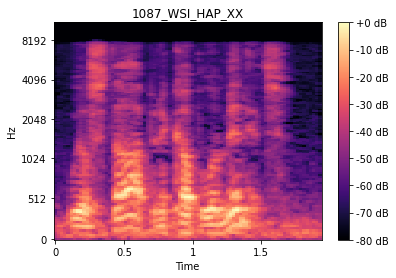 1087_WSI_HAP_XX
Hz
8192
4096
2048
1024
512
0
0
0.5
1
1.5
Time
+0 dB
-10 dB
-20 dB
-30 dB
-40 dB
-50 dB
-60 dB
-70 dB
-80 dB